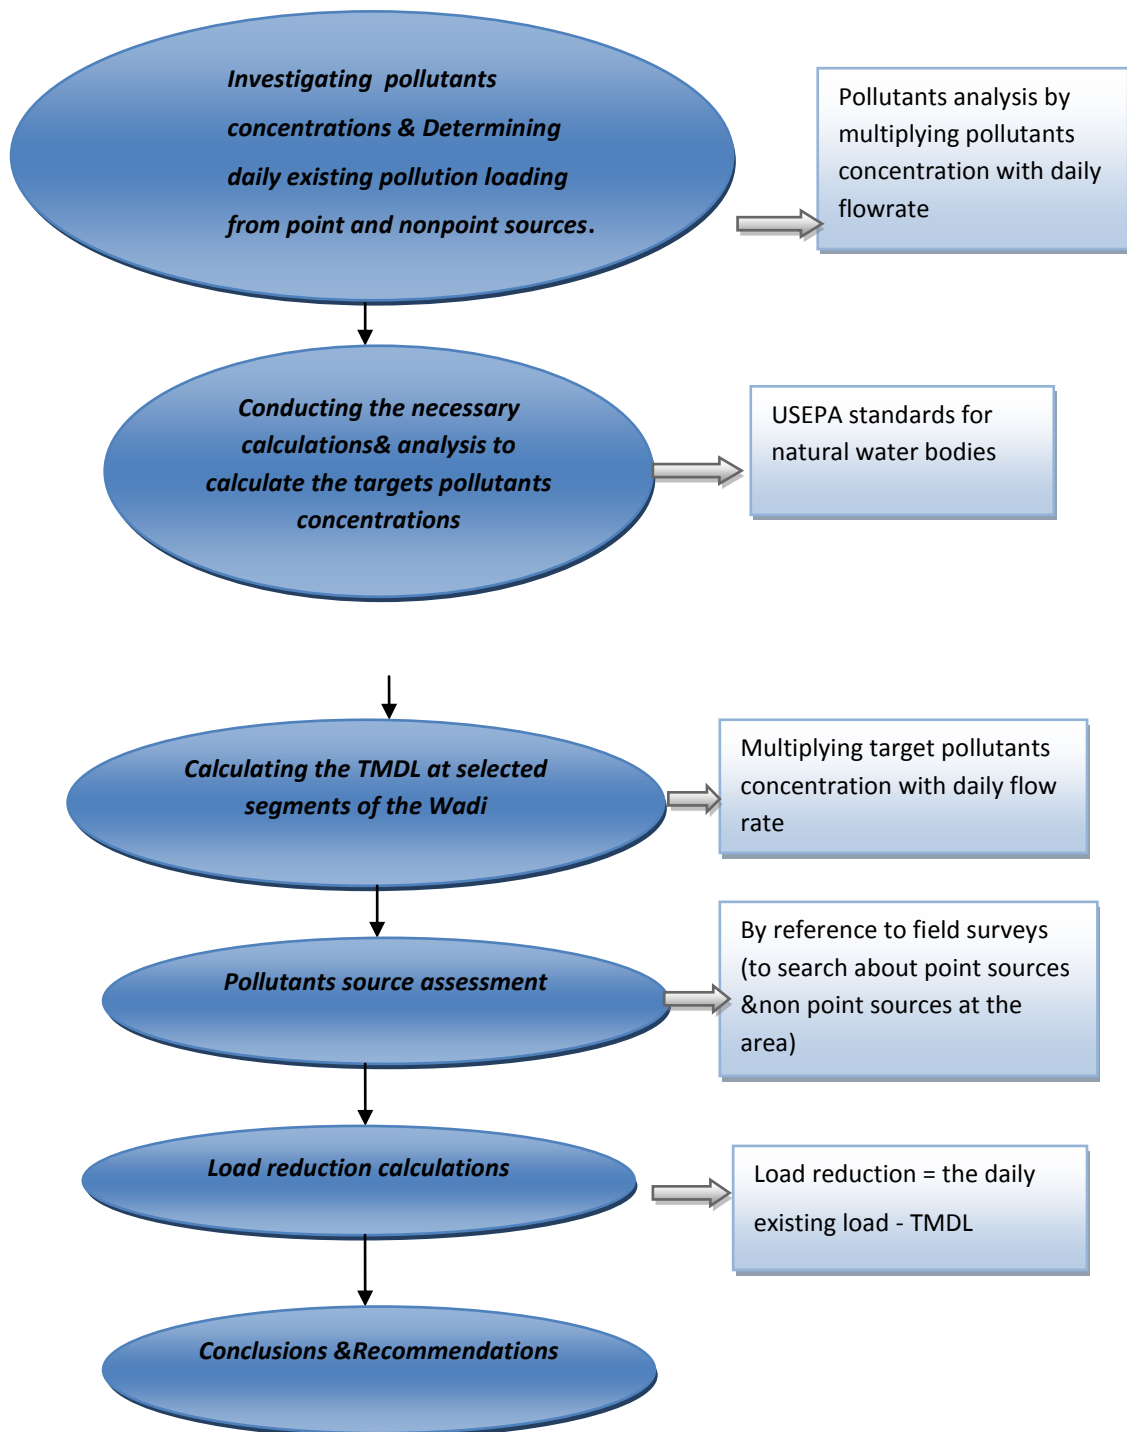 Investigating pollutants
concentrations & Determining
daily existing pollution loading
from point and nonpoint sources.
Pollutants analysis by
multiplying pollutants
concentration with daily
flowrate
Conducting the necessary
calculations& analysis to
calculate the targets pollutants
concentrations
USEPA standards for
natural water bodies
Calculating the TMDL at selected
segments of the Wadi
Multiplying target pollutants
concentration with daily flow
rate
Pollutants source assessment
By reference to field surveys
(to search about point sources
&non point sources at the
area)
Load reduction calculations
Load reduction = the daily
existing load - TMDL
Conclusions &Recommendations